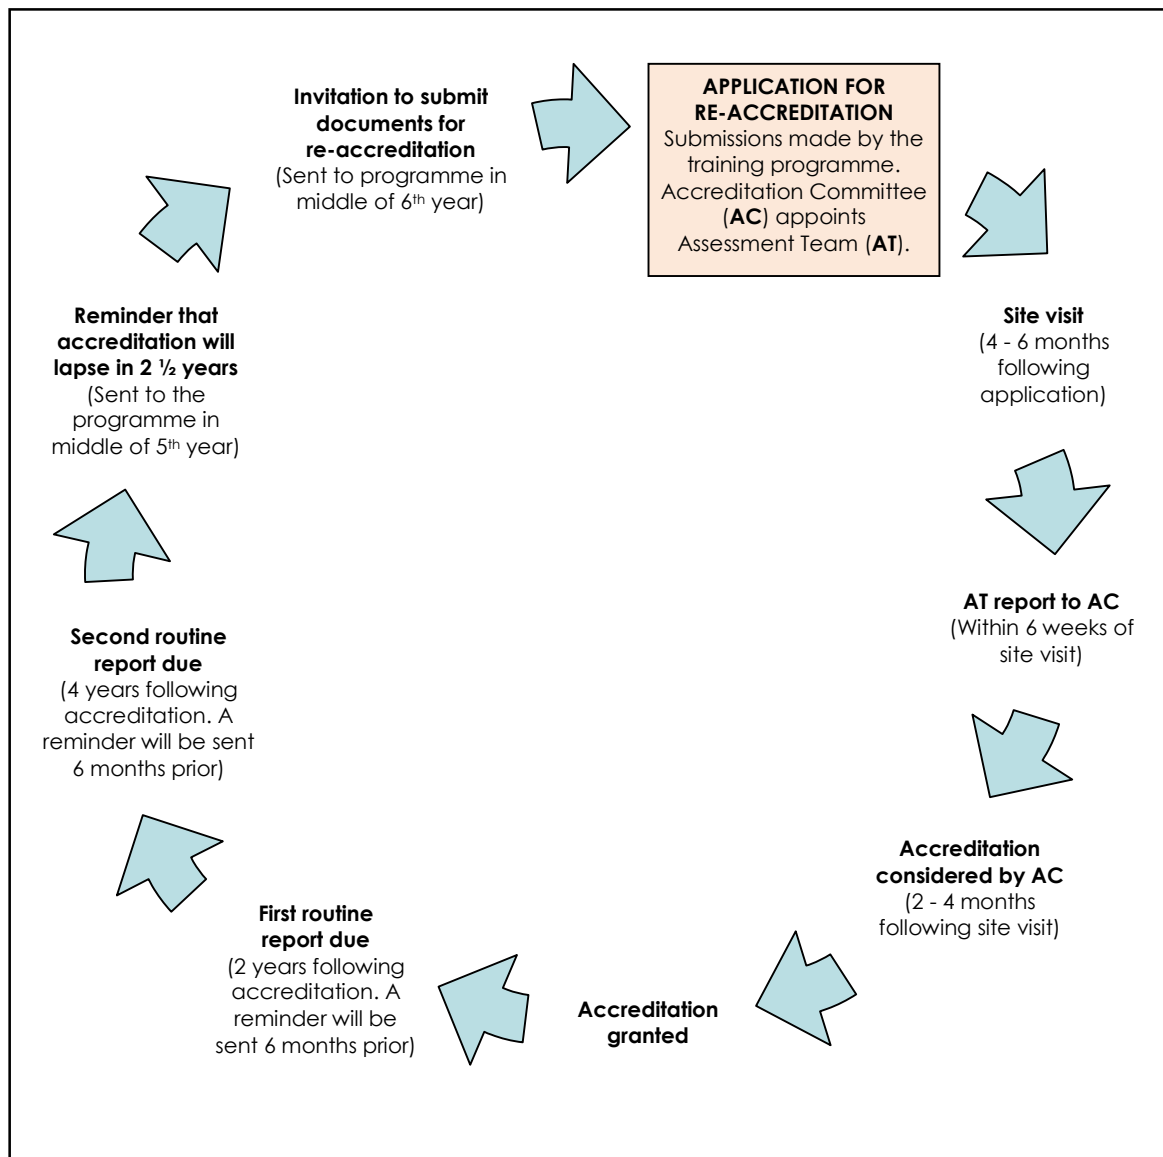 Invitation to submit
documents for
re-accreditation
(Sent to programme in
middle of 6th year)
APPLICATION FOR
RE-ACCREDITATION
Submissions made by the
training programme.
Accreditation Committee
(AC) appoints
Assessment Team (AT).
Site visit
(4 - 6 months
following
application)
AT report to AC
(Within 6 weeks of
site visit)
Accreditation
considered by AC
(2 - 4 months
following site visit)
Accreditation
granted
First routine
report due
(2 years following
accreditation. A
reminder will be
sent 6 months prior)
Second routine
report due
(4 years following
accreditation. A
reminder will be sent
6 months prior)
Reminder that
accreditation will
lapse in 2 ½ years
(Sent to the
programme in
middle of 5th year)